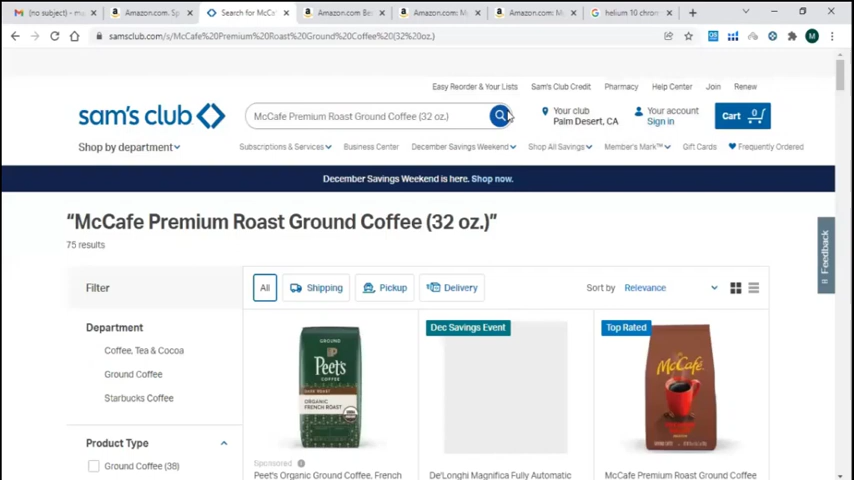 (no subject) - m
Amazon.com: S
Search for McC
Amazon.com Be
Amazon.com: M
Amazon.com: M
helium 10 chrom
samsclub.com/s/McCafe%20Premium%20Roast%20Ground%20Coffee%20(32%20oz.)
M
Easy Reorder & Your Lists
Sam's Club Credit
Pharmacy
Help Center
Join
Renew
sam's club
McCafe Premium Roast Ground Coffee (32 oz.)
Your club
Palm Desert, CA
Your account
Sign in
Cart
0
Shop by department
Subscriptions & Services
Business Center
December Savings Weekend
Shop All Savings
Member's Mark™
Gift Cards
Frequently Ordered
December Savings Weekend is here. Shop now.
Feedback
“McCafe Premium Roast Ground Coffee (32 oz.)”
75 results
Filter
All
Shipping
Pickup
Delivery
Sort by
Relevance
Department
Coffee, Tea & Cocoa
Ground Coffee
Starbucks Coffee
Product Type
Ground Coffee (38)
Dec Savings Event
Top Rated
GROUND
Peet's
COFFEE
DARK ROAST
ORGANIC
FRENCH ROAST
McCafé
Sponsored
Peet's Organic Ground Coffee, French
De'Longhi Magnifica Fully Automatic
McCafe Premium Roast Ground Coffee